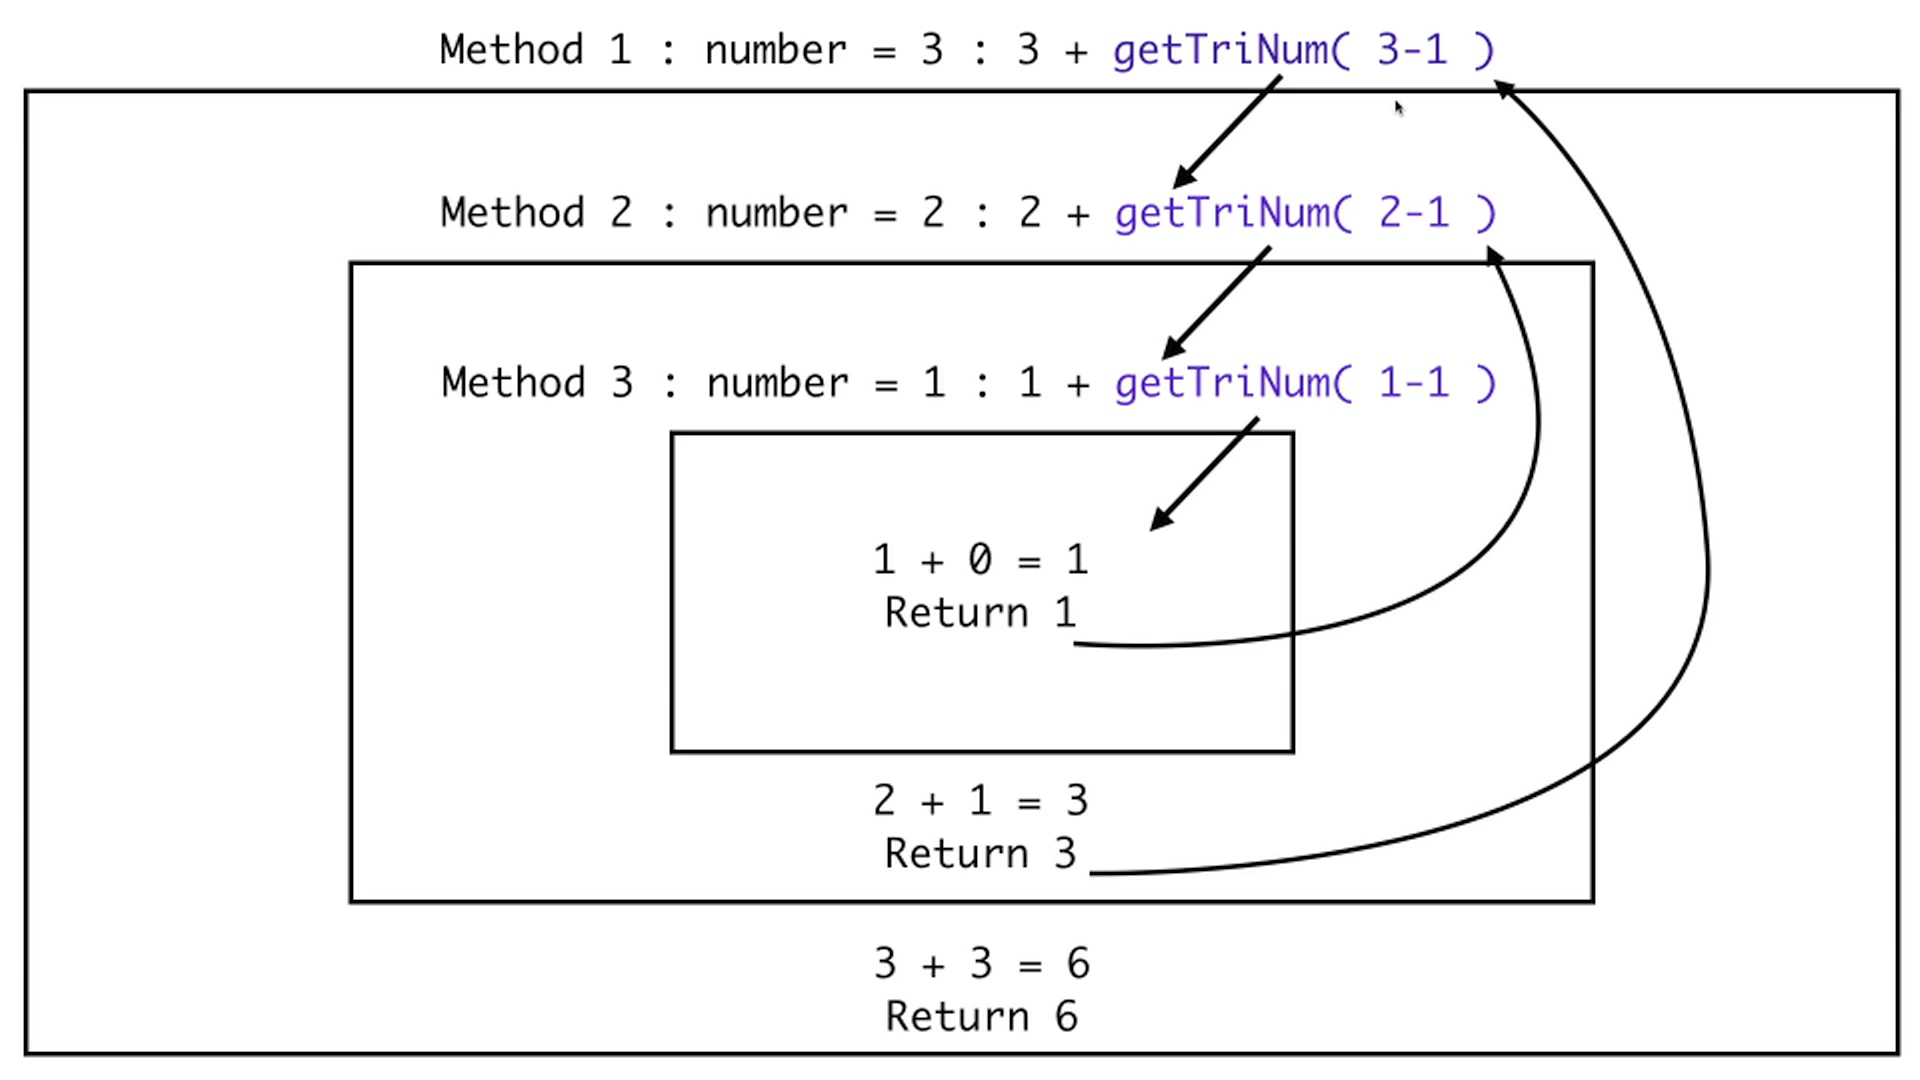 Method 1 : number = 3 : 3 + getTriNum( 3-1 )
Method 2 : number = 2 : 2 + getTriNum( 2-1 )
Method 3 : number = 1 : 1 + getTriNum( 1-1 )
1 + 0 = 1
Return 1
2 + 1 = 3
Return 3
3 + 3 = 6
Return 6